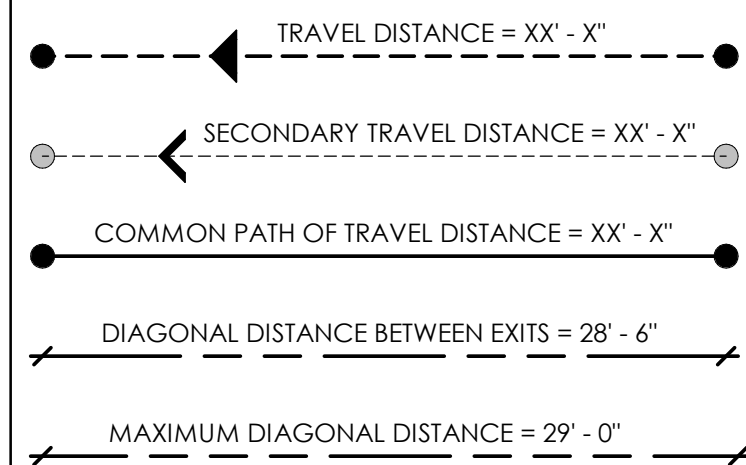 TRAVEL DISTANCE = XX' - X"
SECONDARY TRAVEL DISTANCE = XX' - X"
COMMON PATH OF TRAVEL DISTANCE = XX' - X"
DIAGONAL DISTANCE BETWEEN EXITS = 28' - 6"
MAXIMUM DIAGONAL DISTANCE = 29' - 0"